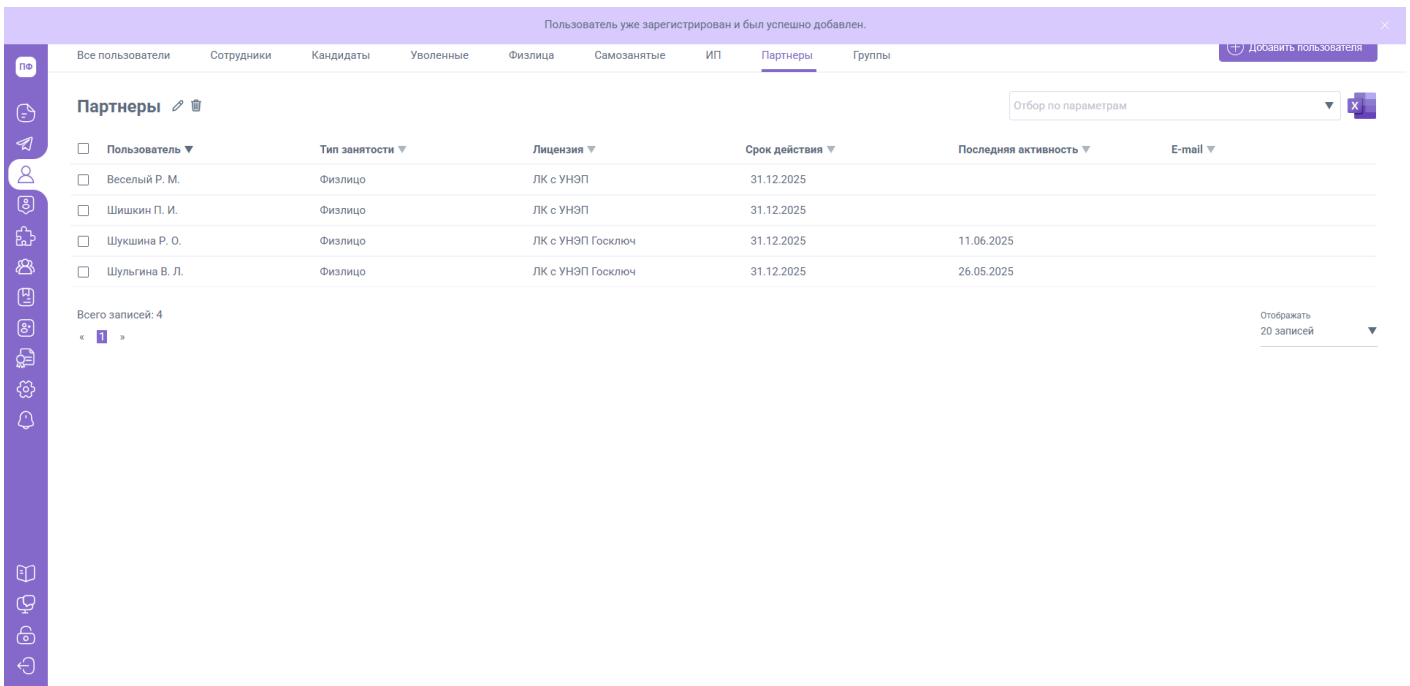 Пользователь уже зарегистрирован и был успешно добавлен.
ПФ
Все пользователи Сотрудники Кандидаты Уволенные Физлица Самозанятые ИП Партнеры Группы Добавить пользователя
Партнеры Отбор по параметрам X
Пользователь Тип занятости Лицензия Срок действия Последняя активность E-mail
Веселый Р. М. Физлицо ЛК с УНЭП 31.12.2025
Шишкин П. И. Физлицо ЛК с УНЭП 31.12.2025
Шукшина Р. О. Физлицо ЛК с УНЭП Госключ 31.12.2025 11.06.2025
Шульгина В. Л. Физлицо ЛК с УНЭП Госключ 31.12.2025 26.05.2025
Всего записей: 4
« 1 »
Отображать
20 записей